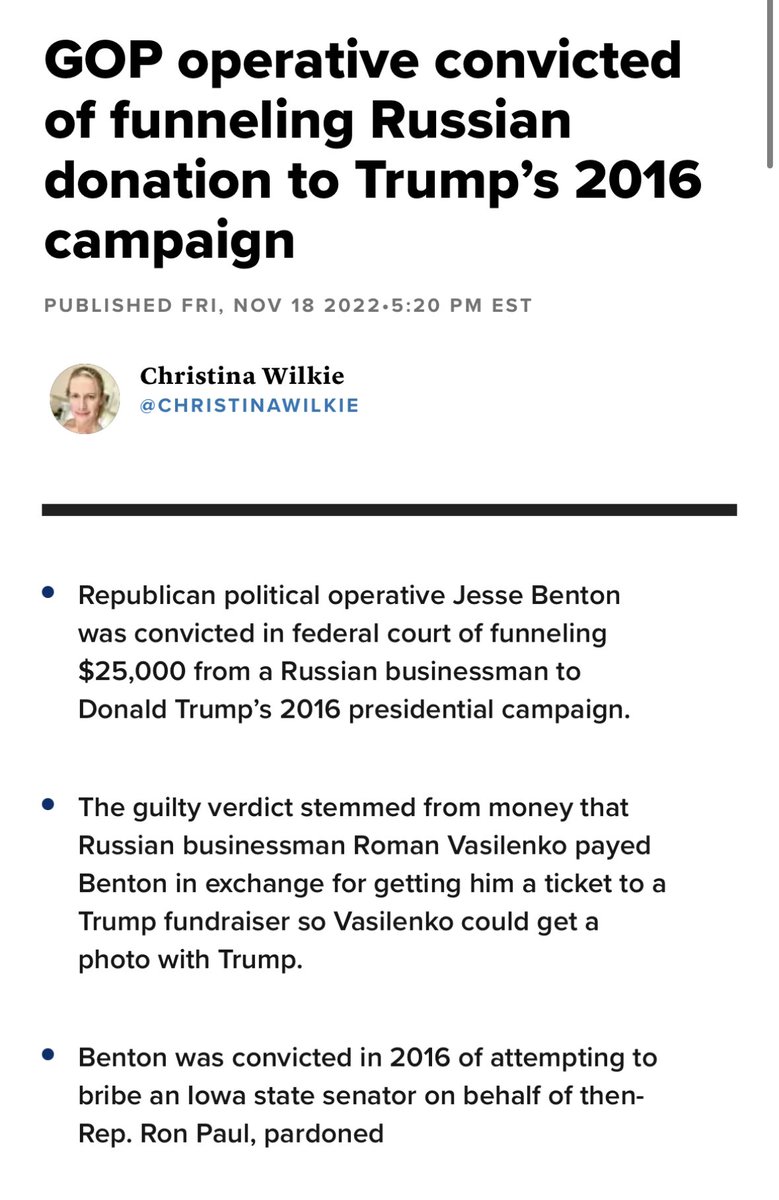 GOP operative convicted
of funneling Russian
donation to Trump’s 2016
campaign
PUBLISHED FRI, NOV 18 2022•5:20 PM EST
Christina Wilkie
@CHRISTINAWILKIE
• Republican political operative Jesse Benton
was convicted in federal court of funneling
$25,000 from a Russian businessman to
Donald Trump’s 2016 presidential campaign.
• The guilty verdict stemmed from money that
Russian businessman Roman Vasilenko payed
Benton in exchange for getting him a ticket to a
Trump fundraiser so Vasilenko could get a
photo with Trump.
• Benton was convicted in 2016 of attempting to
bribe an Iowa state senator on behalf of then-
Rep. Ron Paul, pardoned